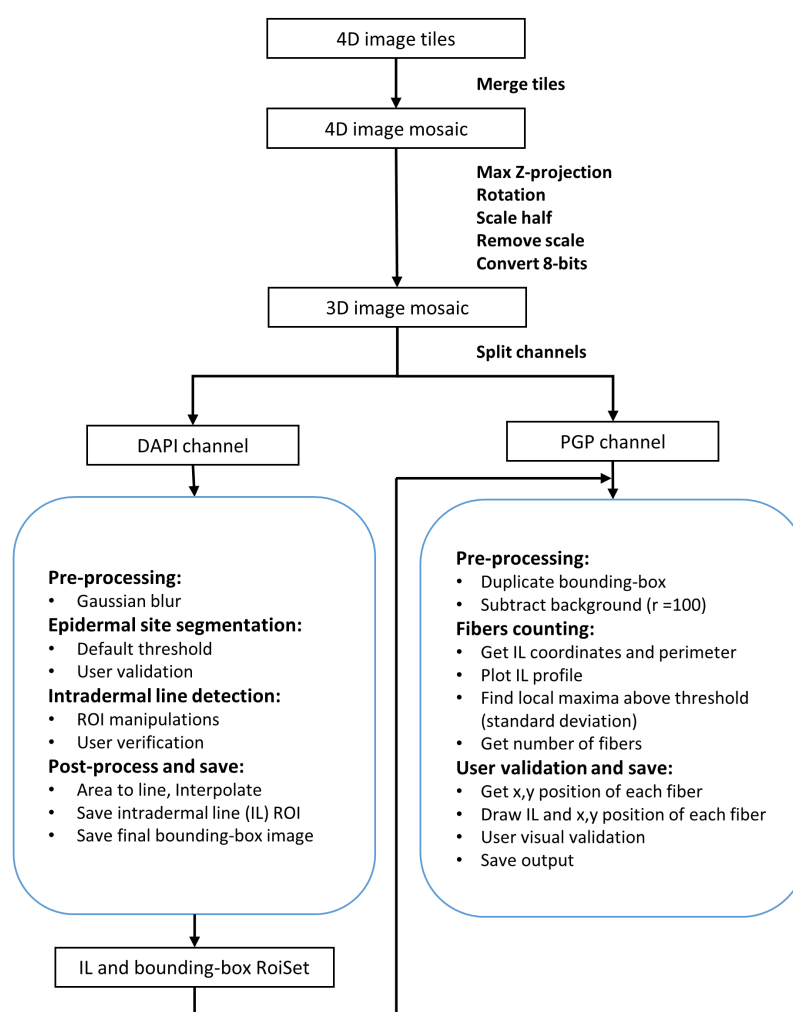 4D image tiles
Merge tiles
4D image mosaic
Max Z-projection
Rotation
Scale half
Remove scale
Convert 8-bits
3D image mosaic
Split channels
DAPI channel
PGP channel
Pre-processing:
• Gaussian blur
Epidermal site segmentation:
• Default threshold
• User validation
Intradermal line detection:
• ROI manipulations
• User verification
Post-process and save:
• Area to line, Interpolate
• Save intradermal line (IL) ROI
• Save final bounding-box image
Pre-processing:
• Duplicate bounding-box
• Subtract background (r =100)
Fibers counting:
• Get IL coordinates and perimeter
• Plot IL profile
• Find local maxima above threshold
(standard deviation)
• Get number of fibers
User validation and save:
• Get x,y position of each fiber
• Draw IL and x,y position of each fiber
• User visual validation
• Save output
IL and bounding-box RoiSet